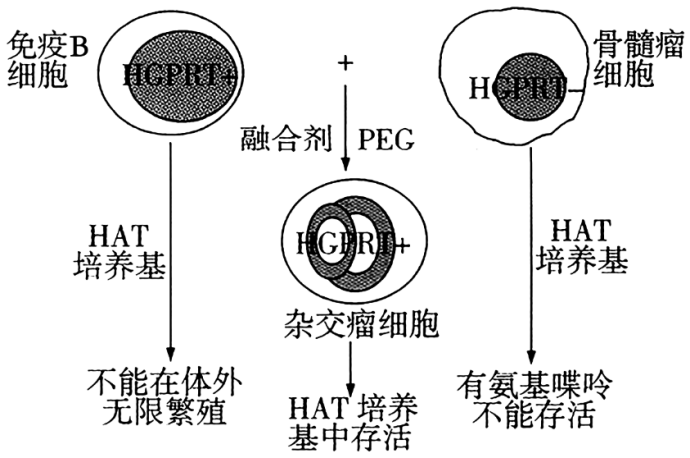 免疫B
细胞
HGPRT+
+
HGPRT-
骨髓瘤
细胞
融合剂 PEG
HAT
培养基
HGPRT+
HAT
培养基
杂交瘤细胞
不能在体外
无限繁殖
HAT 培养
基中存活
有氨基喋呤
不能存活